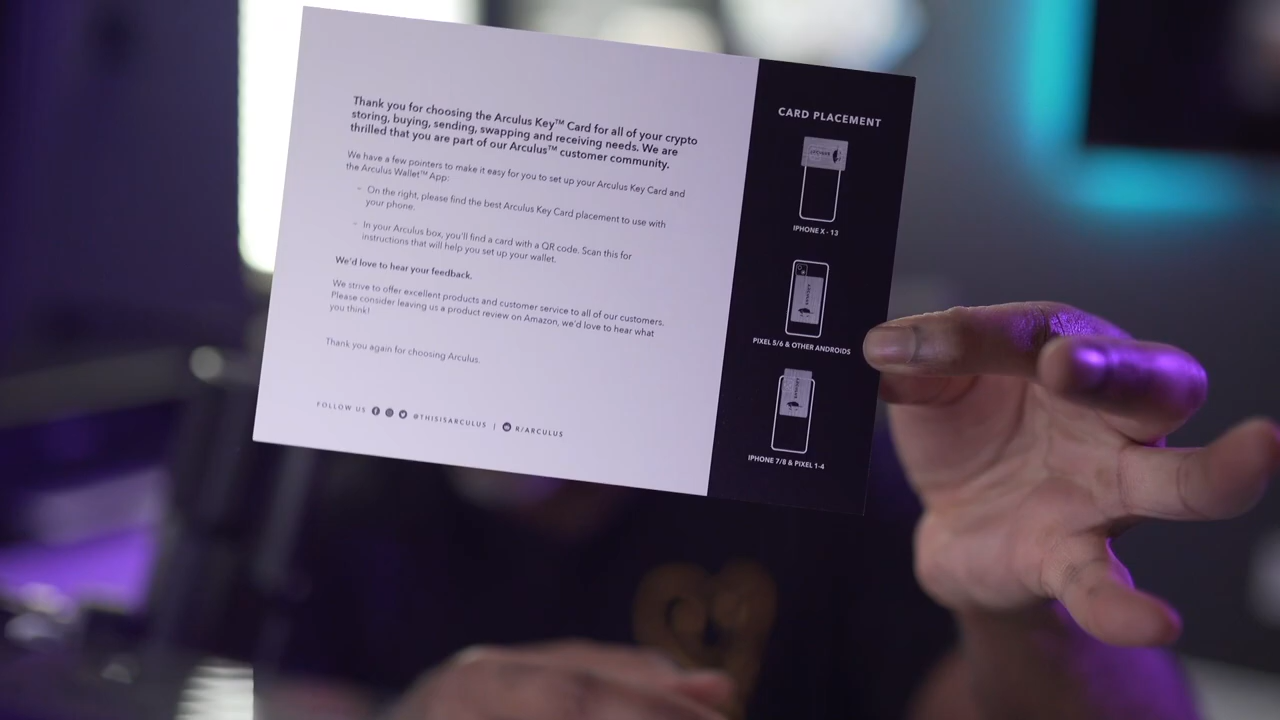 Thank you for choosing the Arculus Key™ Card for all of your crypto
storing, buying, sending, swapping and receiving needs. We are
thrilled that you are part of our Arculus™ customer community.
We have a few pointers to make it easy for you to set up your Arculus Key Card and
the Arculus Wallet™ App:
- On the right, please find the best Arculus Key Card placement to use with
your phone.
- In your Arculus box, you'll find a card with a QR code. Scan this for
instructions that will help you set up your wallet.
We'd love to hear your feedback.
We strive to offer excellent products and customer service to all of our customers.
Please consider leaving us a product review on Amazon, we'd love to hear what
you think!
Thank you again for choosing Arculus.
FOLLOW US @THISISARCULUS | R/ARCULUS
CARD PLACEMENT
ARCULUS
IPHONE X - 13
ARCULUS
PIXEL 5/6 & OTHER ANDROIDS
ARCULUS
IPHONE 7/8 & PIXEL 1-4